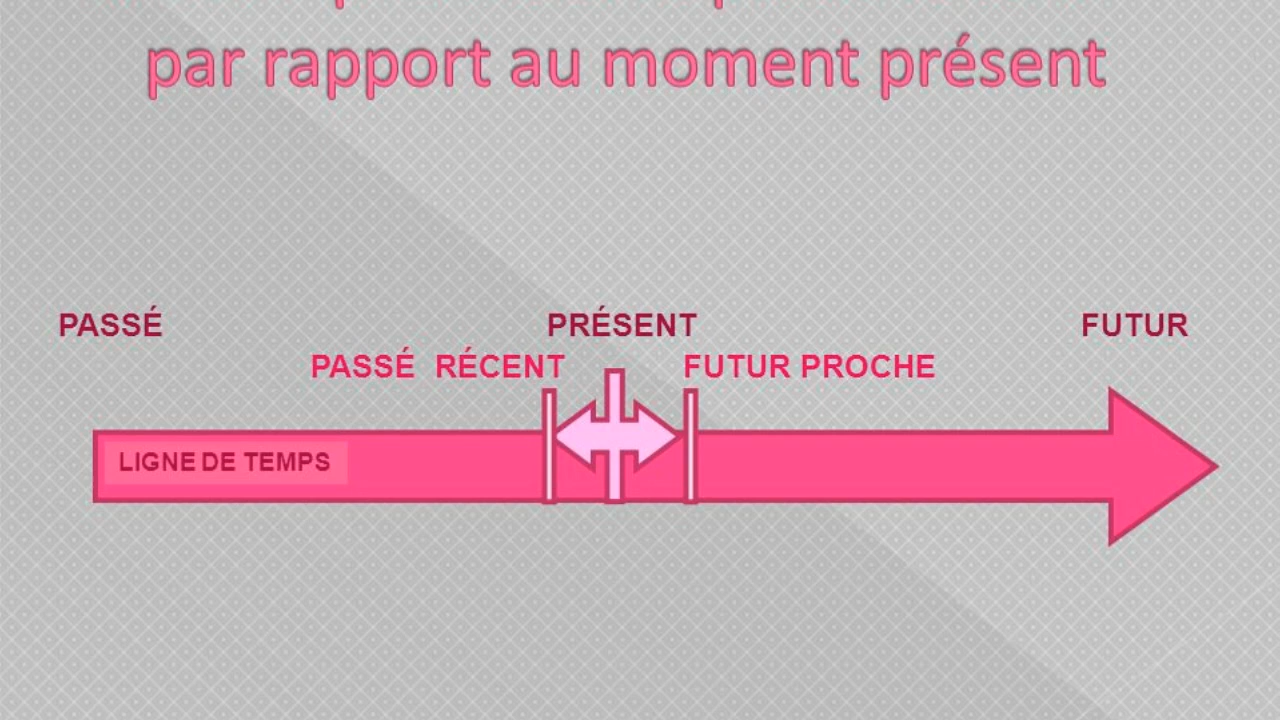 par rapport au moment présent
PASSÉ PRÉSENT FUTUR
PASSÉ RÉCENT FUTUR PROCHE
LIGNE DE TEMPS